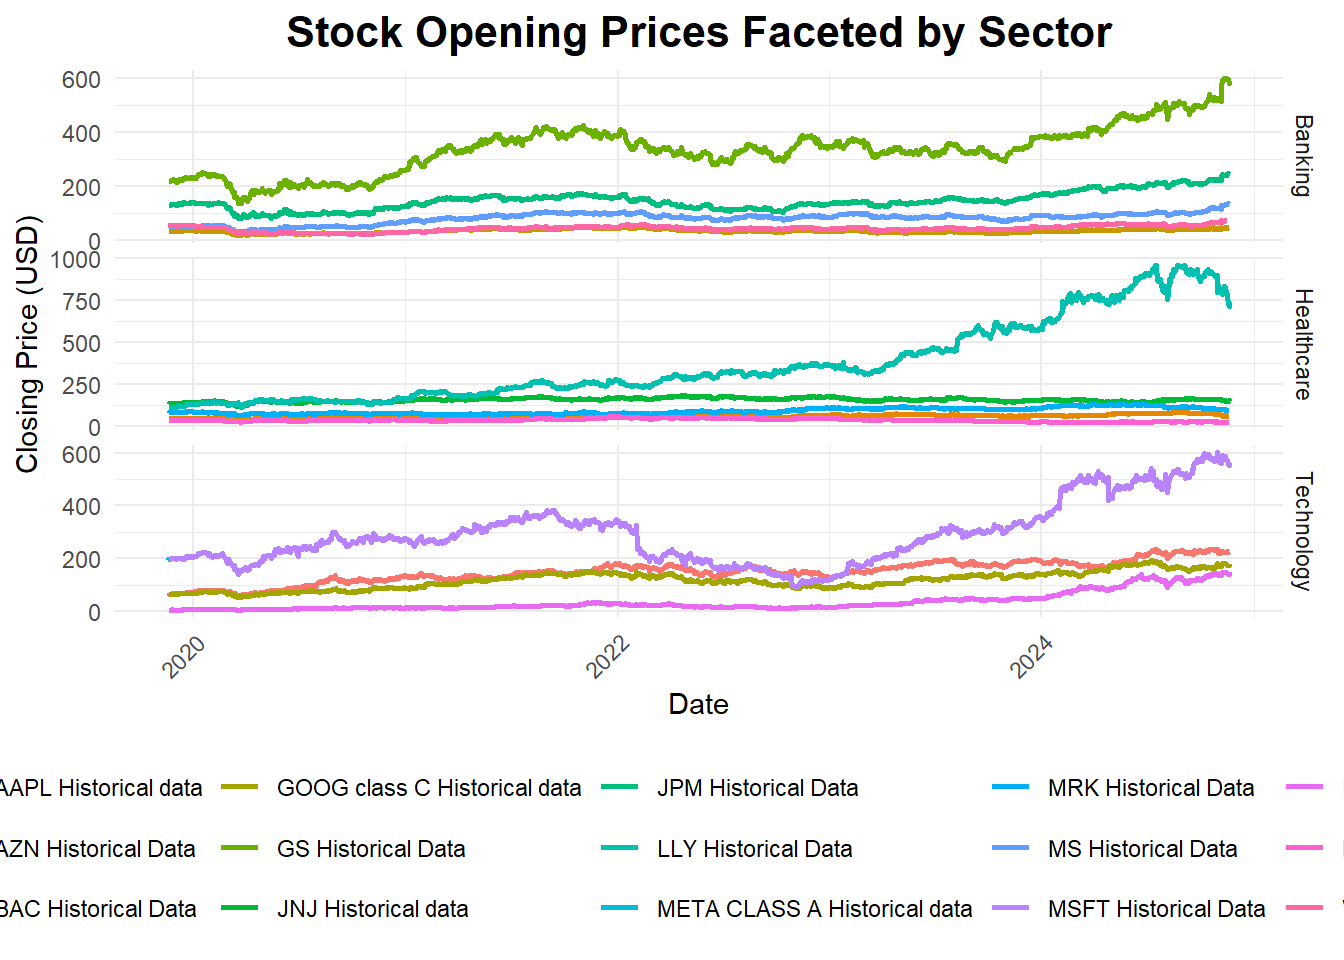 Stock Opening Prices Faceted by Sector
600
400
200
0
Banking
1000
750
500
250
0
Healthcare
600
400
200
0
Technology
Closing Price (USD)
2020
2022
2024
Date
AAPL Historical data
GOOG class C Historical data
JPM Historical Data
MRK Historical Data
AZN Historical Data
GS Historical Data
LLY Historical Data
MS Historical Data
BAC Historical Data
JNJ Historical data
META CLASS A Historical data
MSFT Historical Data